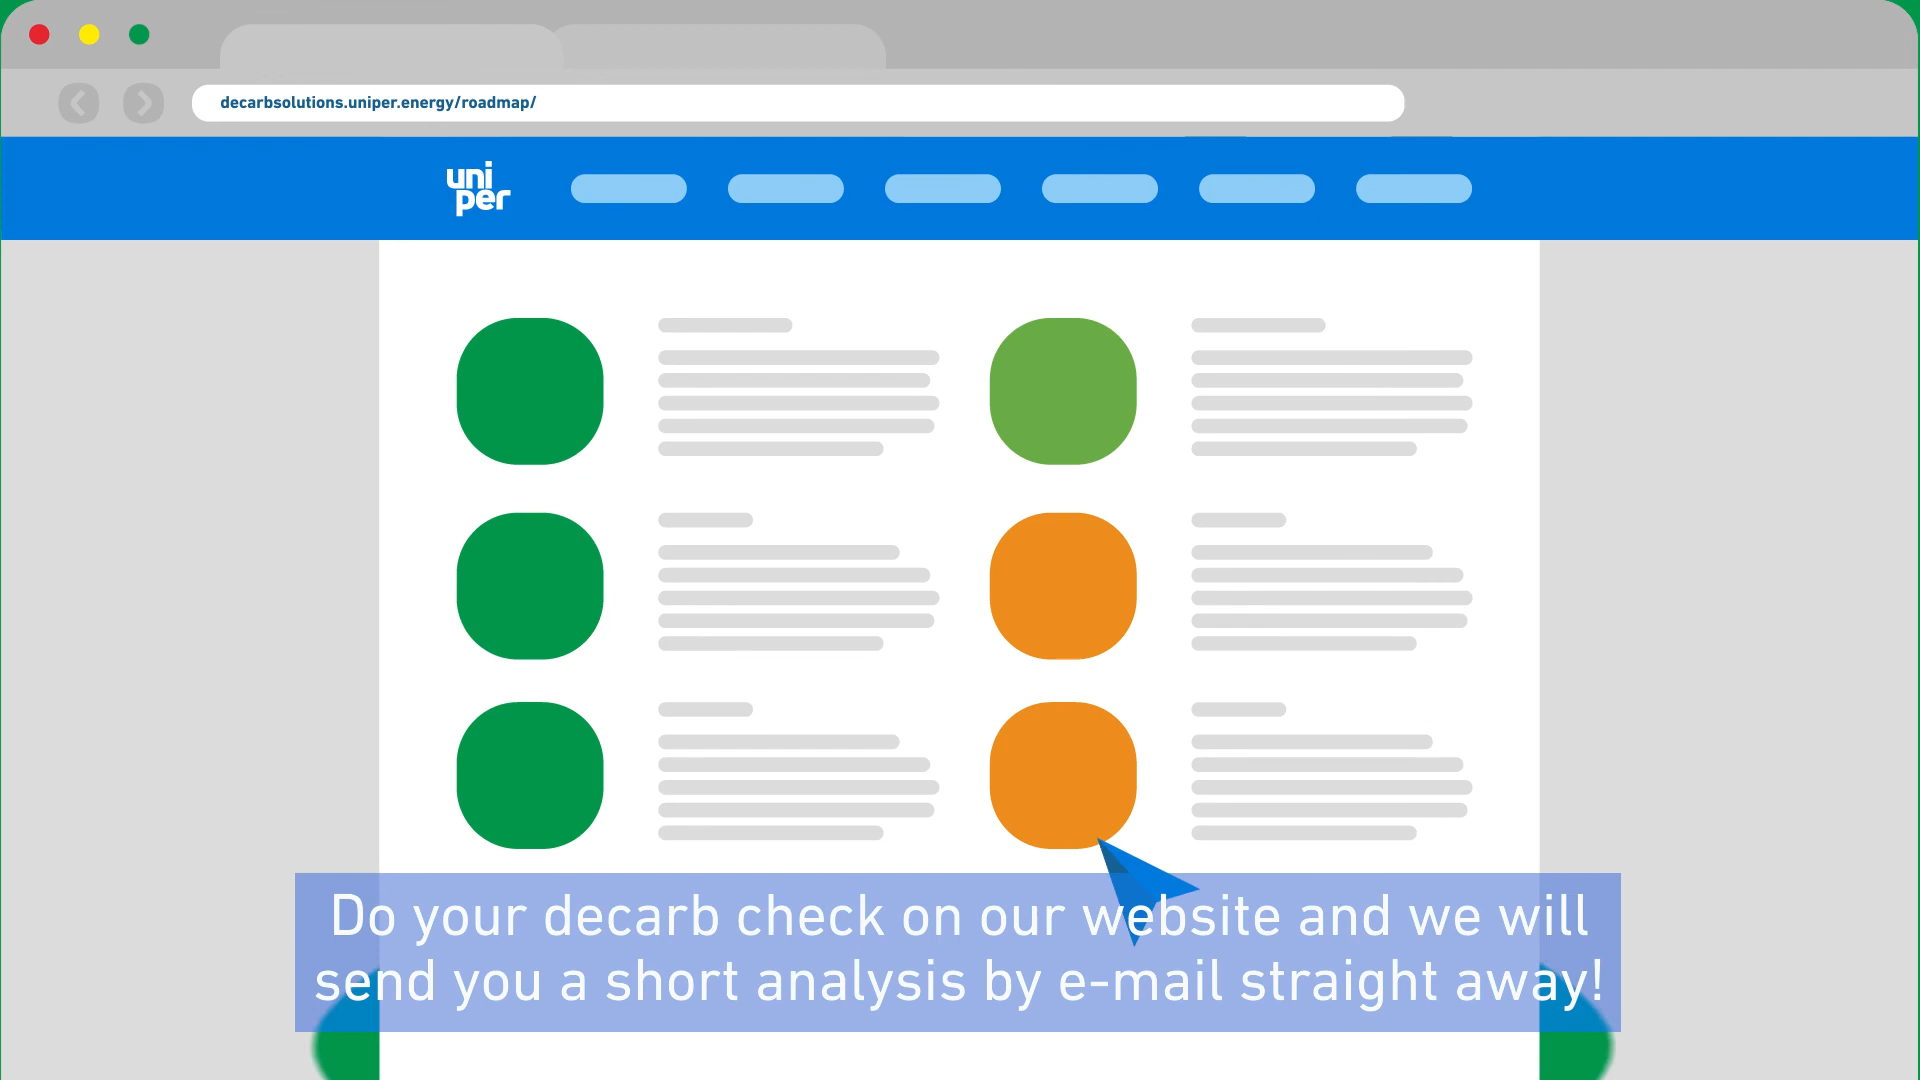 decarbsolutions.uniper.energy/roadmap/
uni
per
Do your decarb check on our website and we will
send you a short analysis by e-mail straight away!